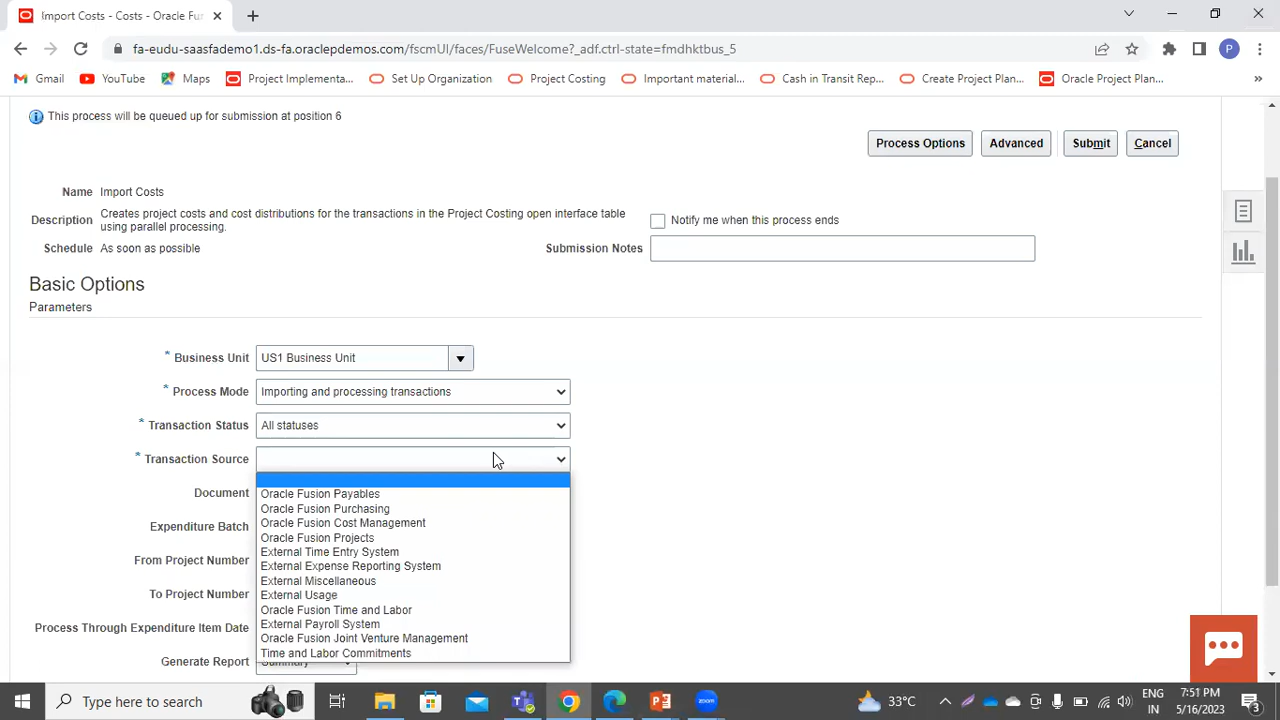 Import Costs - Costs - Oracle Fu
fa-eudu-saasfademo1.ds-fa.oraclepdemos.com/fscmUI/faces/FuseWelcome?_adf.ctrl-state=fmdhktbus_5
P
Gmail YouTube Maps Project Implementa... Set Up Organization Project Costing Important material... Cash in Transit Rep... Create Project Plan... Oracle Project Plan... »
This process will be queued up for submission at position 6
Process Options Advanced Submit Cancel
Name Import Costs
Description Creates project costs and cost distributions for the transactions in the Project Costing open interface table
using parallel processing.
Notify me when this process ends
Schedule As soon as possible
Submission Notes
Basic Options
Parameters
* Business Unit US1 Business Unit
* Process Mode Importing and processing transactions
* Transaction Status All statuses
* Transaction Source
Document
Expenditure Batch
From Project Number
To Project Number
Process Through Expenditure Item Date
Generate Report Summary
Oracle Fusion Payables
Oracle Fusion Purchasing
Oracle Fusion Cost Management
Oracle Fusion Projects
External Time Entry System
External Expense Reporting System
External Miscellaneous
External Usage
Oracle Fusion Time and Labor
External Payroll System
Oracle Fusion Joint Venture Management
Time and Labor Commitments
Type here to search
zoom
33°C
ENG
IN
7:51 PM
5/16/2023
3